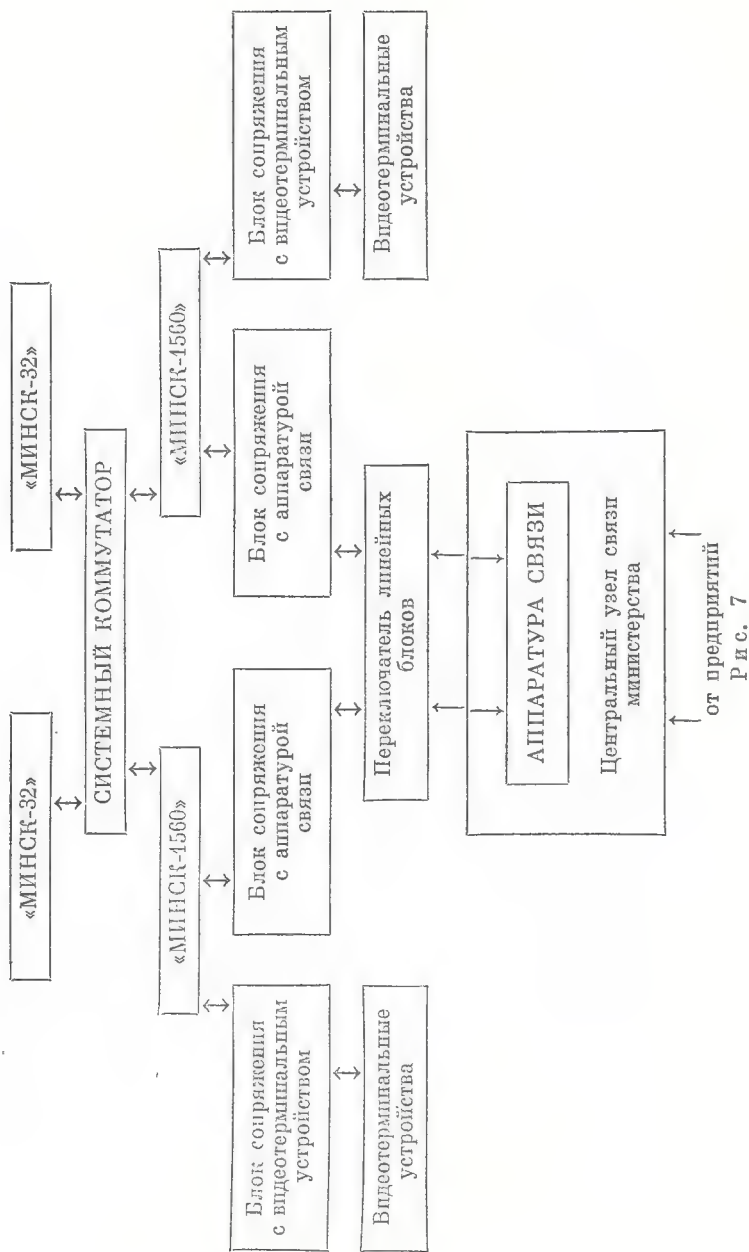 «МИНСК-32»
«МИНСК-32»
СИСТЕМНЫЙ КОММУТАТОР
«МИНСК-1560»
«МИНСК-1560»
Блок сопряжения
с видеотерминальным
устройством
Блок сопряжения
с аппаратурой
связи
Блок сопряжения
с аппаратурой
связи
Блок сопряжения
с видеотерминальным
устройством
Видеотерминальные
устройства
Переключатель линейных
блоков
Видеотерминальные
устройства
АППАРАТУРА СВЯЗИ
Центральный узел связи
министерства
от предприятий
Рис. 7